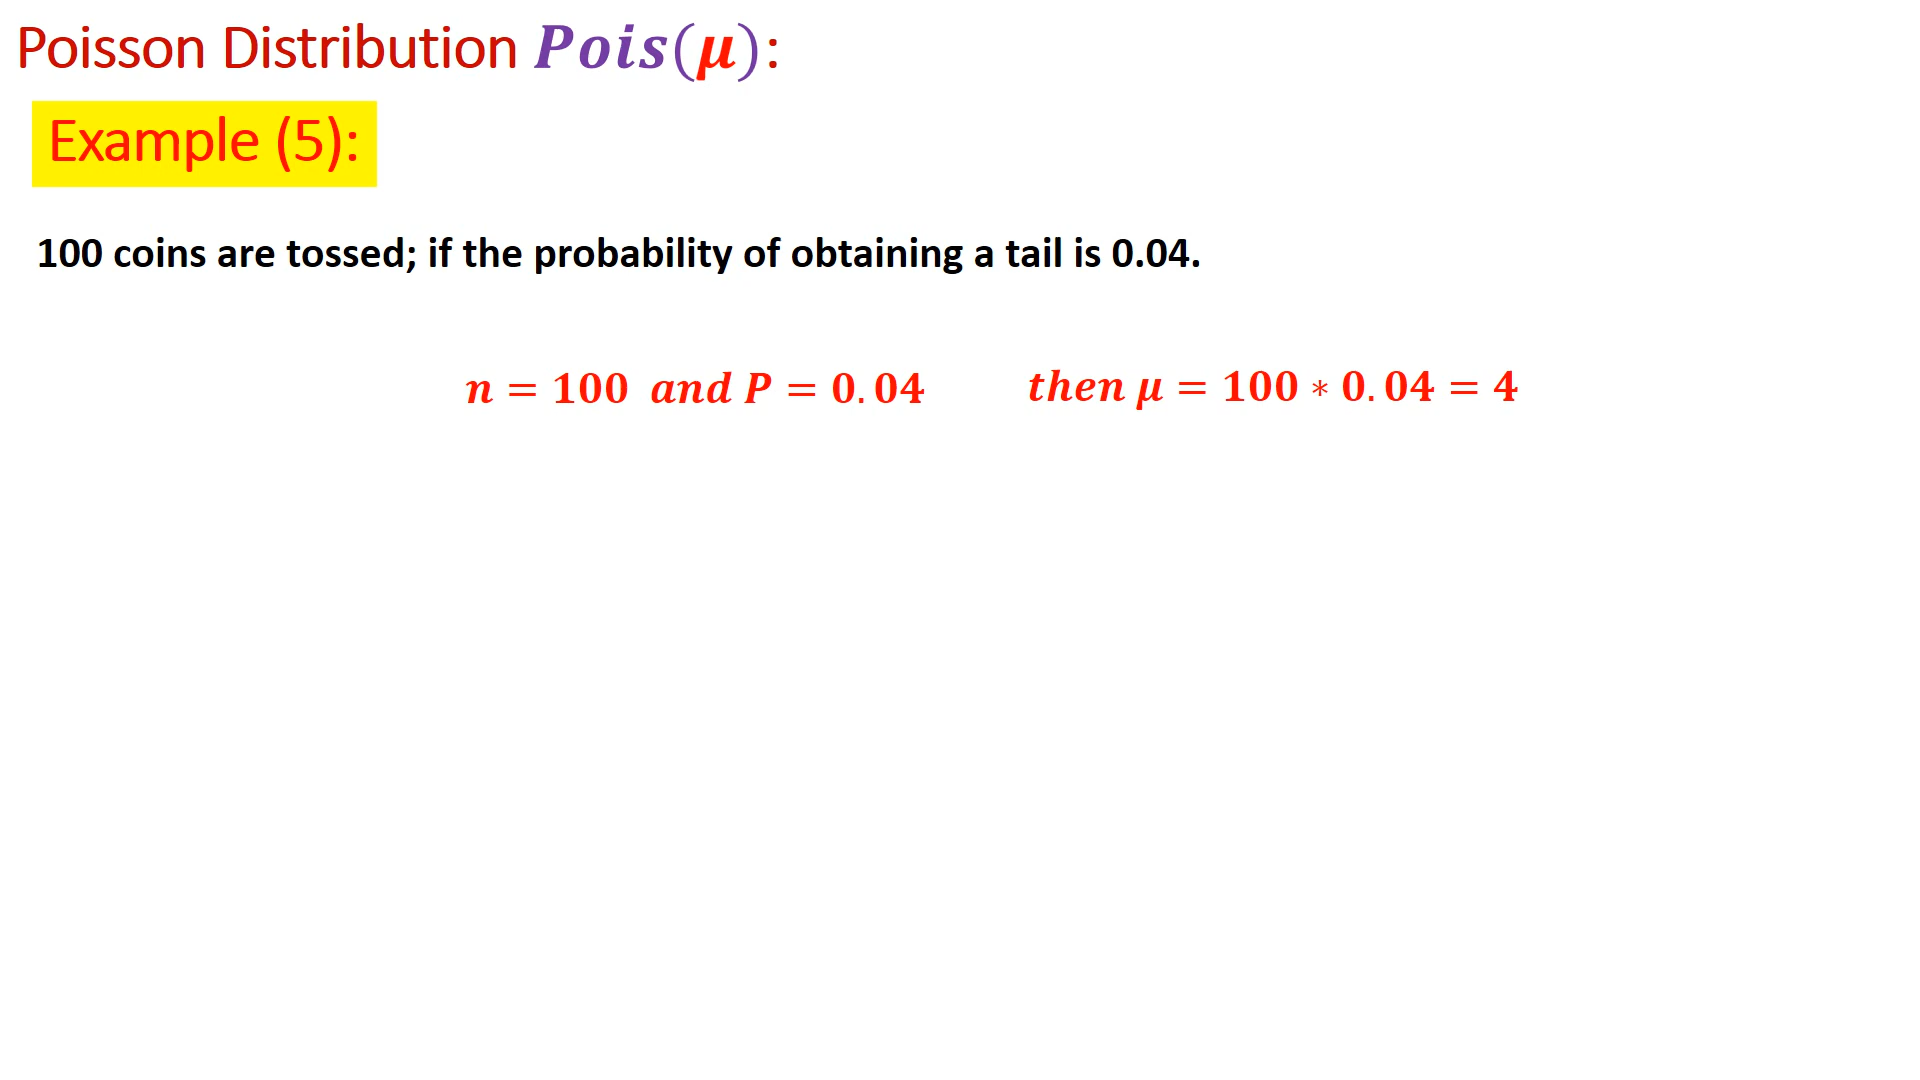 Poisson Distribution Pois(μ):
Example (5):
100 coins are tossed; if the probability of obtaining a tail is 0.04.
n = 100 and P = 0.04 then μ = 100 * 0.04 = 4